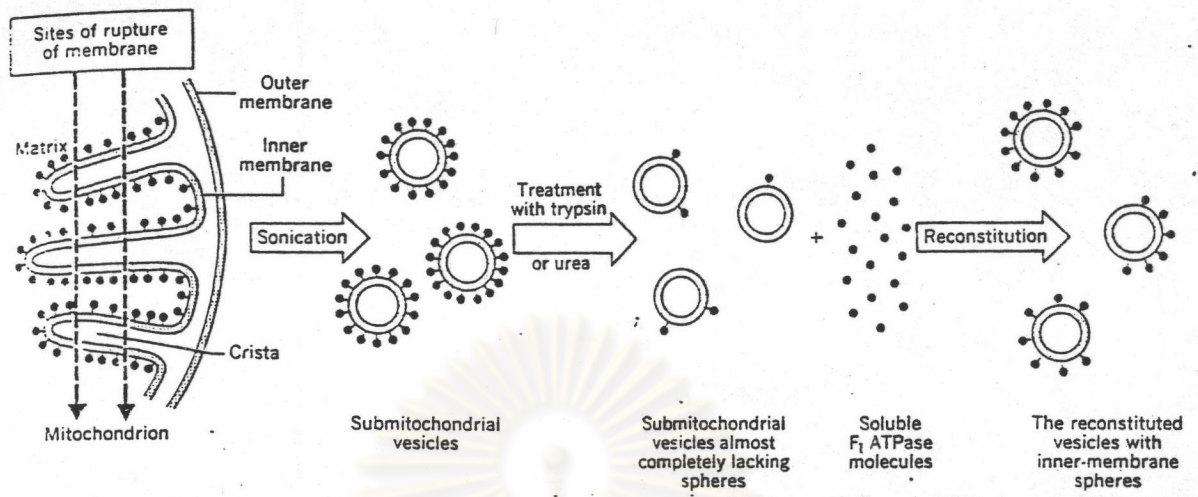 Sites of rupture
of membrane
Outer
membrane
Matrix
Inner
membrane
Crista
Mitochondrion
Sonication
Submitochondrial
vesicles
Treatment
with trypsin
or urea
Submitochondrial
vesicles almost
completely lacking
spheres
+
Soluble
F₁ ATPase
molecules
Reconstitution
The reconstituted
vesicles with
inner-membrane
spheres